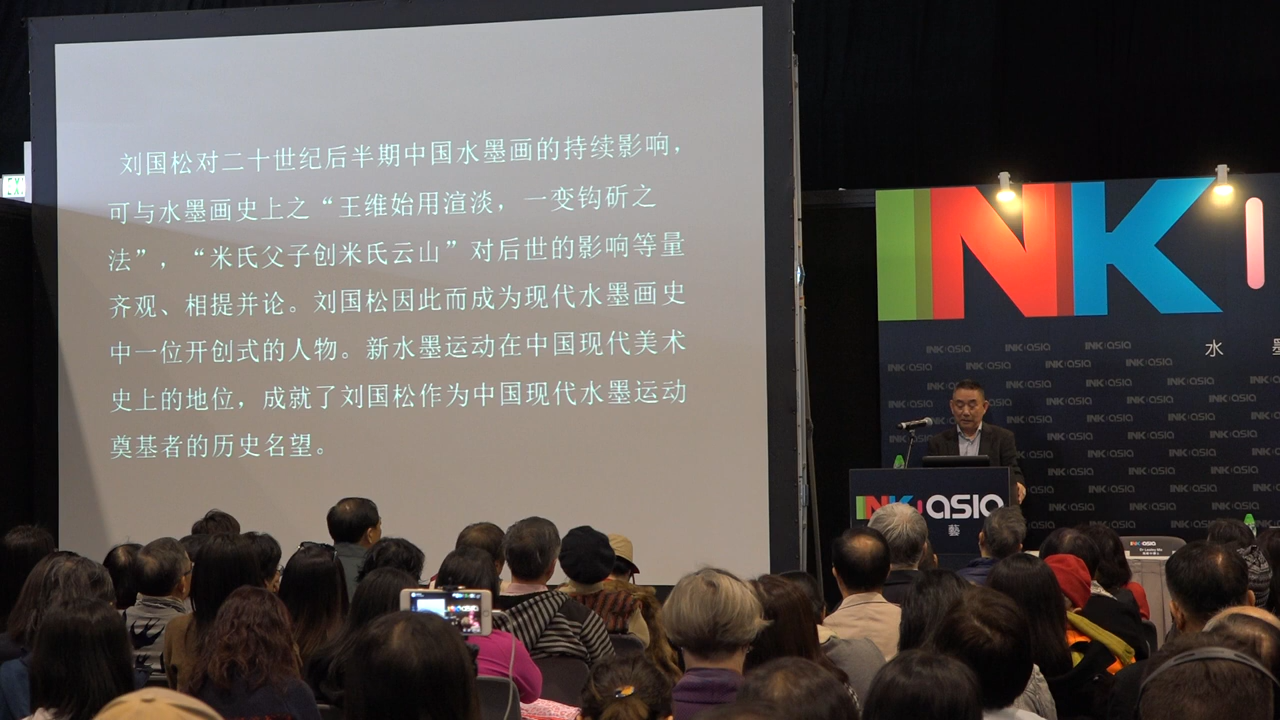 刘国松对二十世纪后半期中国水墨画的持续影响，
可与水墨画史上之“王维始用渲淡，一变钩斫之
法”，“米氏父子创米氏云山”对后世的影响等量
齐观、相提并论。刘国松因此而成为现代水墨画史
中一位开创式的人物。新水墨运动在中国现代美术
史上的地位，成就了刘国松作为中国现代水墨运动
奠基者的历史名望。
EXI
INK
水 墨
INK asia
INK asia
藝
INK asia